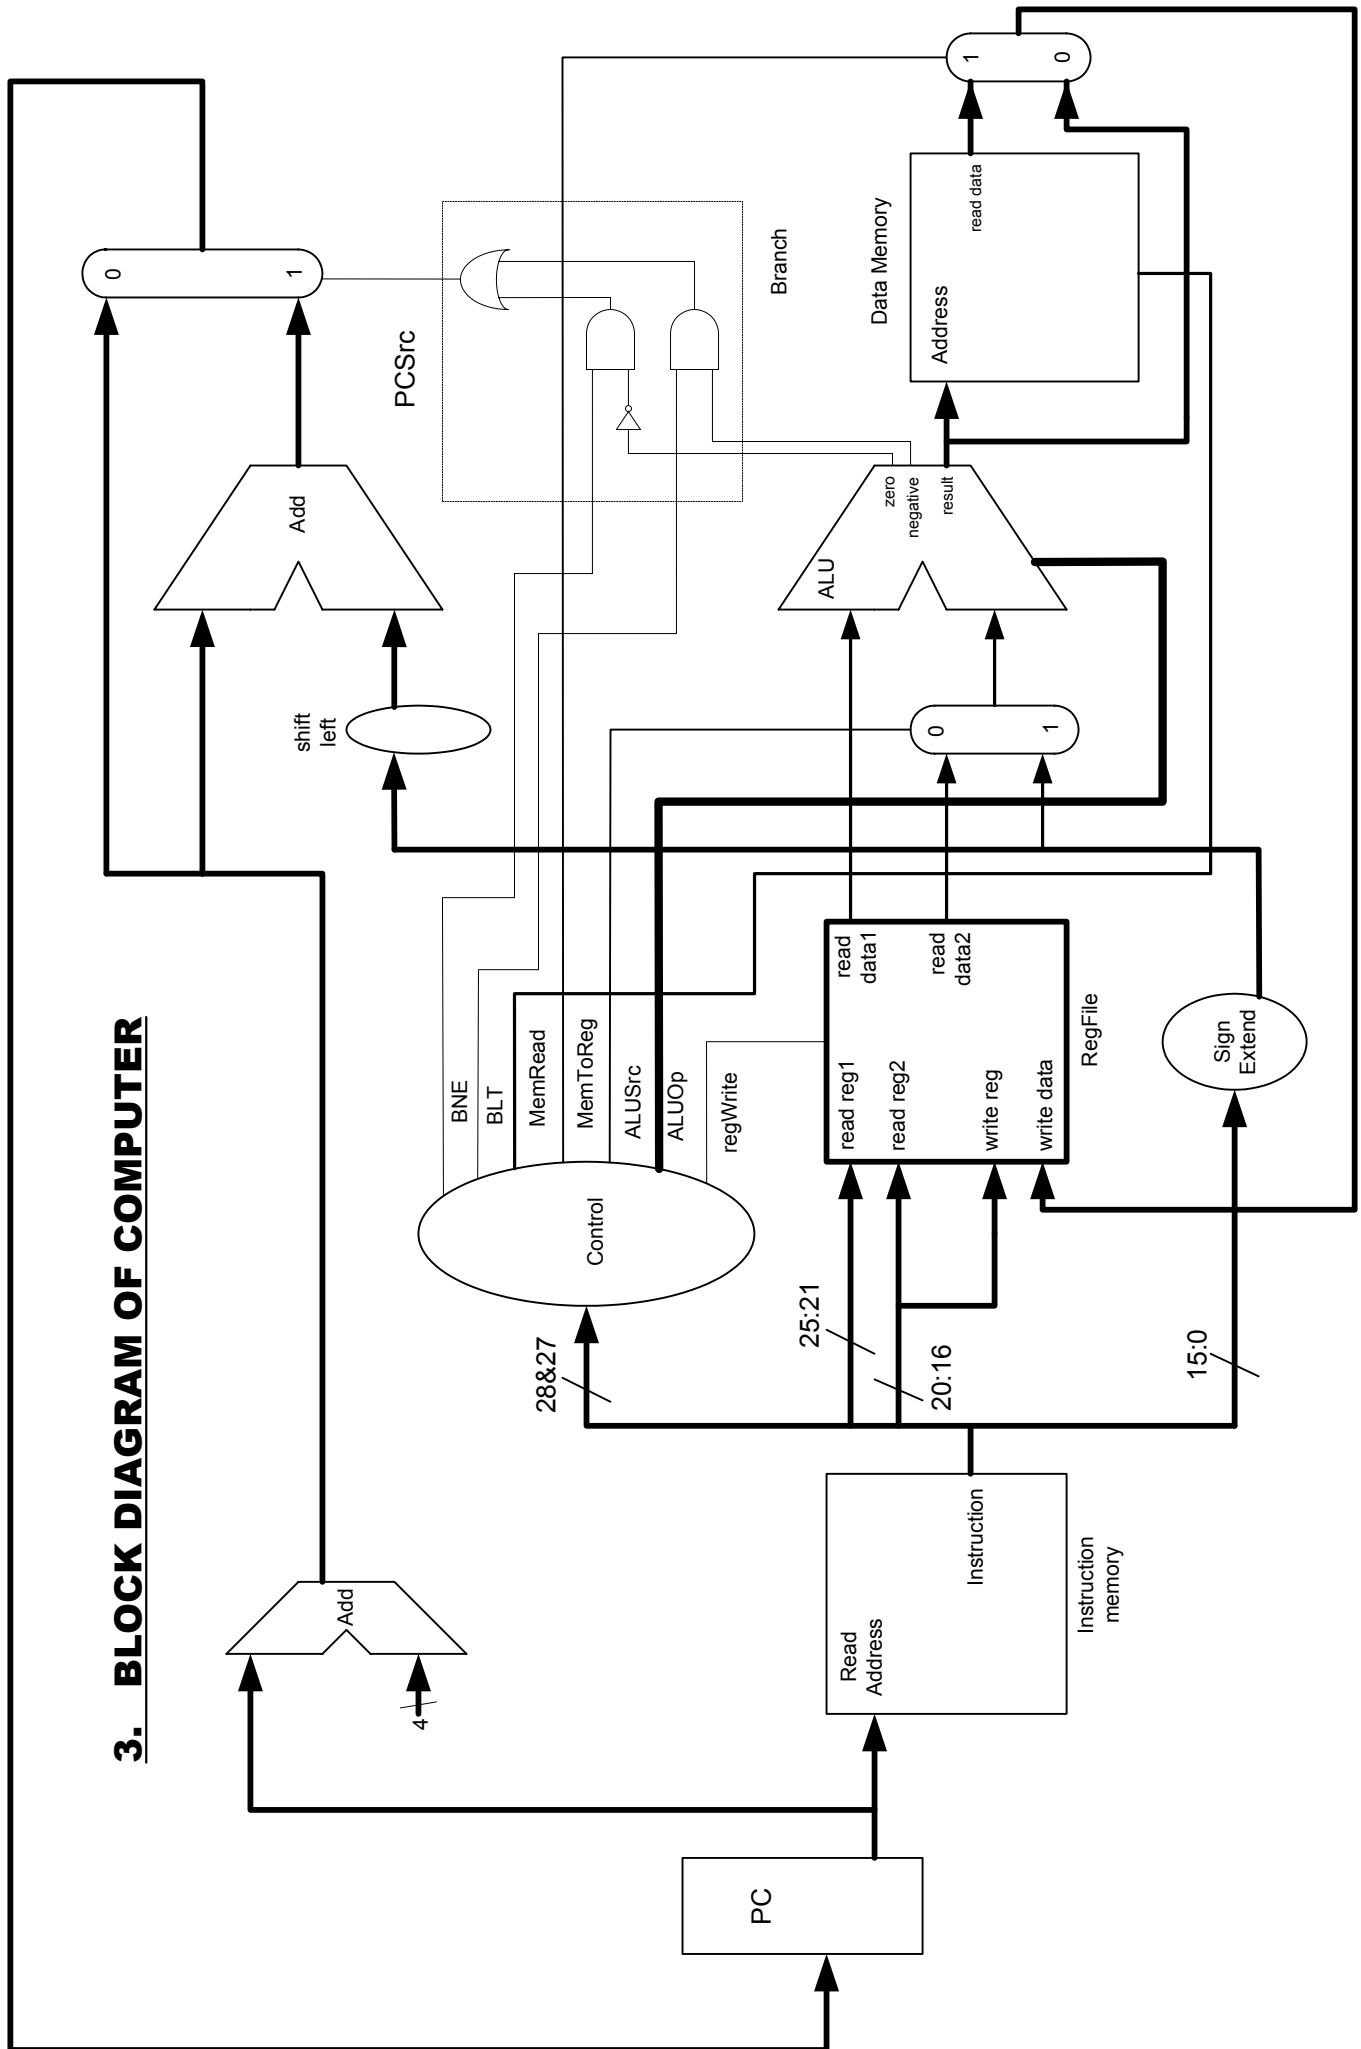 3. BLOCK DIAGRAM OF COMPUTER
PC
4
Add
Read
Address
Instruction
Instruction
memory
28&27
25:21
20:16
15:0
Control
BNE
BLT
MemRead
MemToReg
ALUSrc
ALUOp
regWrite
read reg1
read reg2
write reg
write data
read
data1
read
data2
RegFile
Sign
Extend
shift
left
0
1
Add
ALU
zero
negative
result
PCSrc
Branch
0
1
Data Memory
Address
read data
1
0